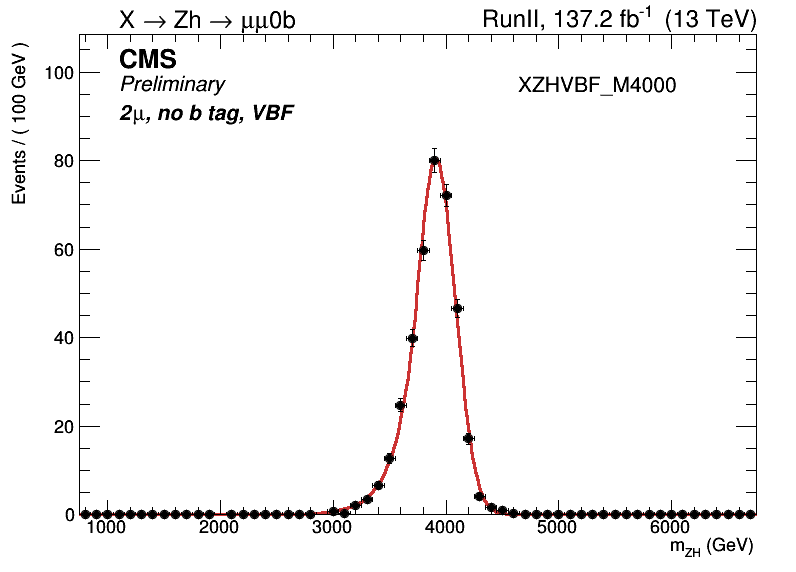 X → Zh → μμ0b RunII, 137.2 fb⁻¹ (13 TeV)
CMS
Preliminary
2μ, no b tag, VBF
XZHVBF_M4000
Events / ( 100 GeV )
100
80
60
40
20
0
1000 2000 3000 4000 5000 6000
m_ZH (GeV)